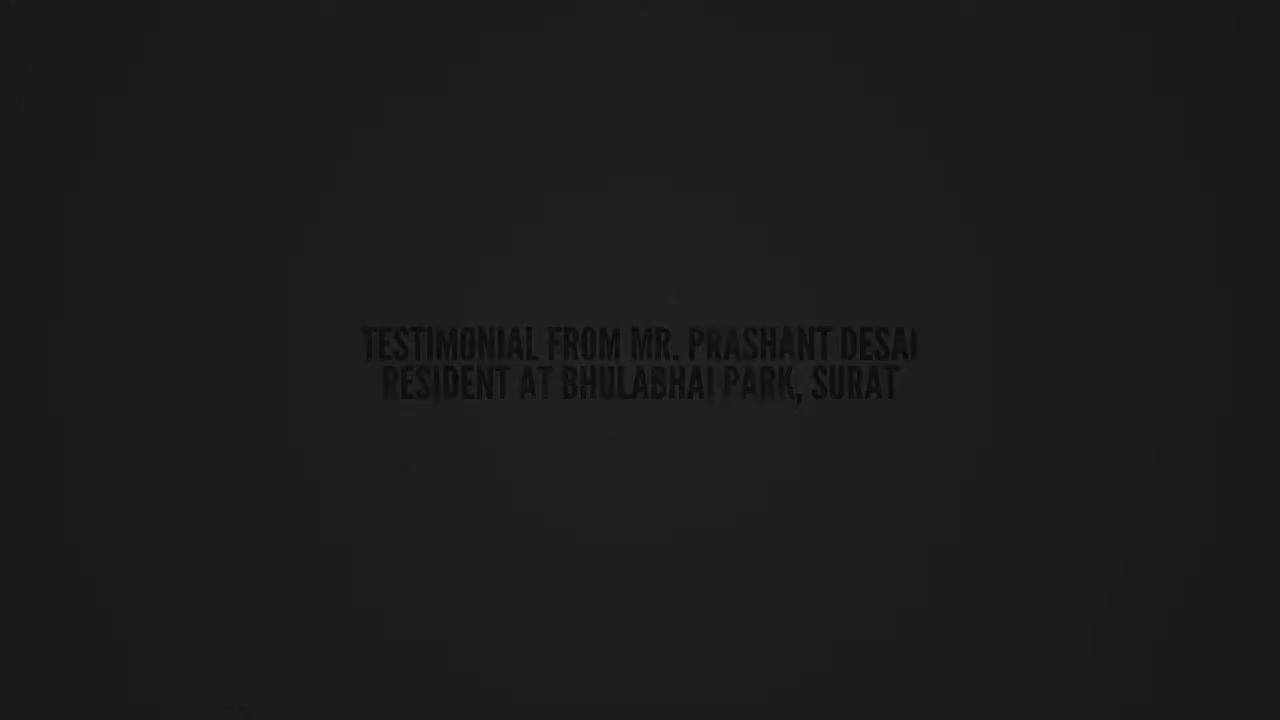 TESTIMONIAL FROM MR. PRASHANT DESAI
RESIDENT AT BHULABHAI PARK, SURAT